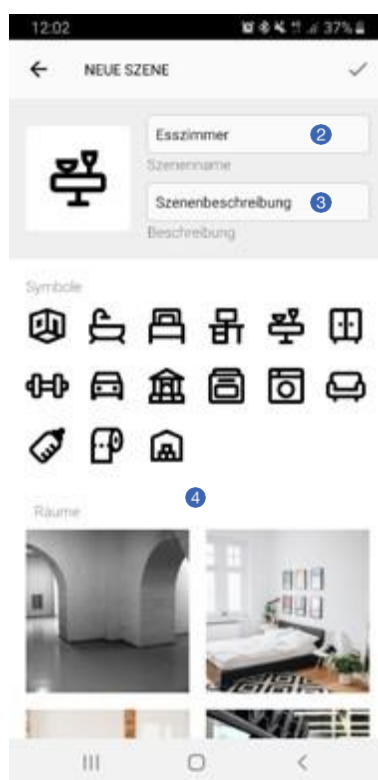 12:02 37%
NEUE SZENE
Esszimmer 2
Szenenname
Szenenbeschreibung 3
Beschreibung
Symbole
4
Räume